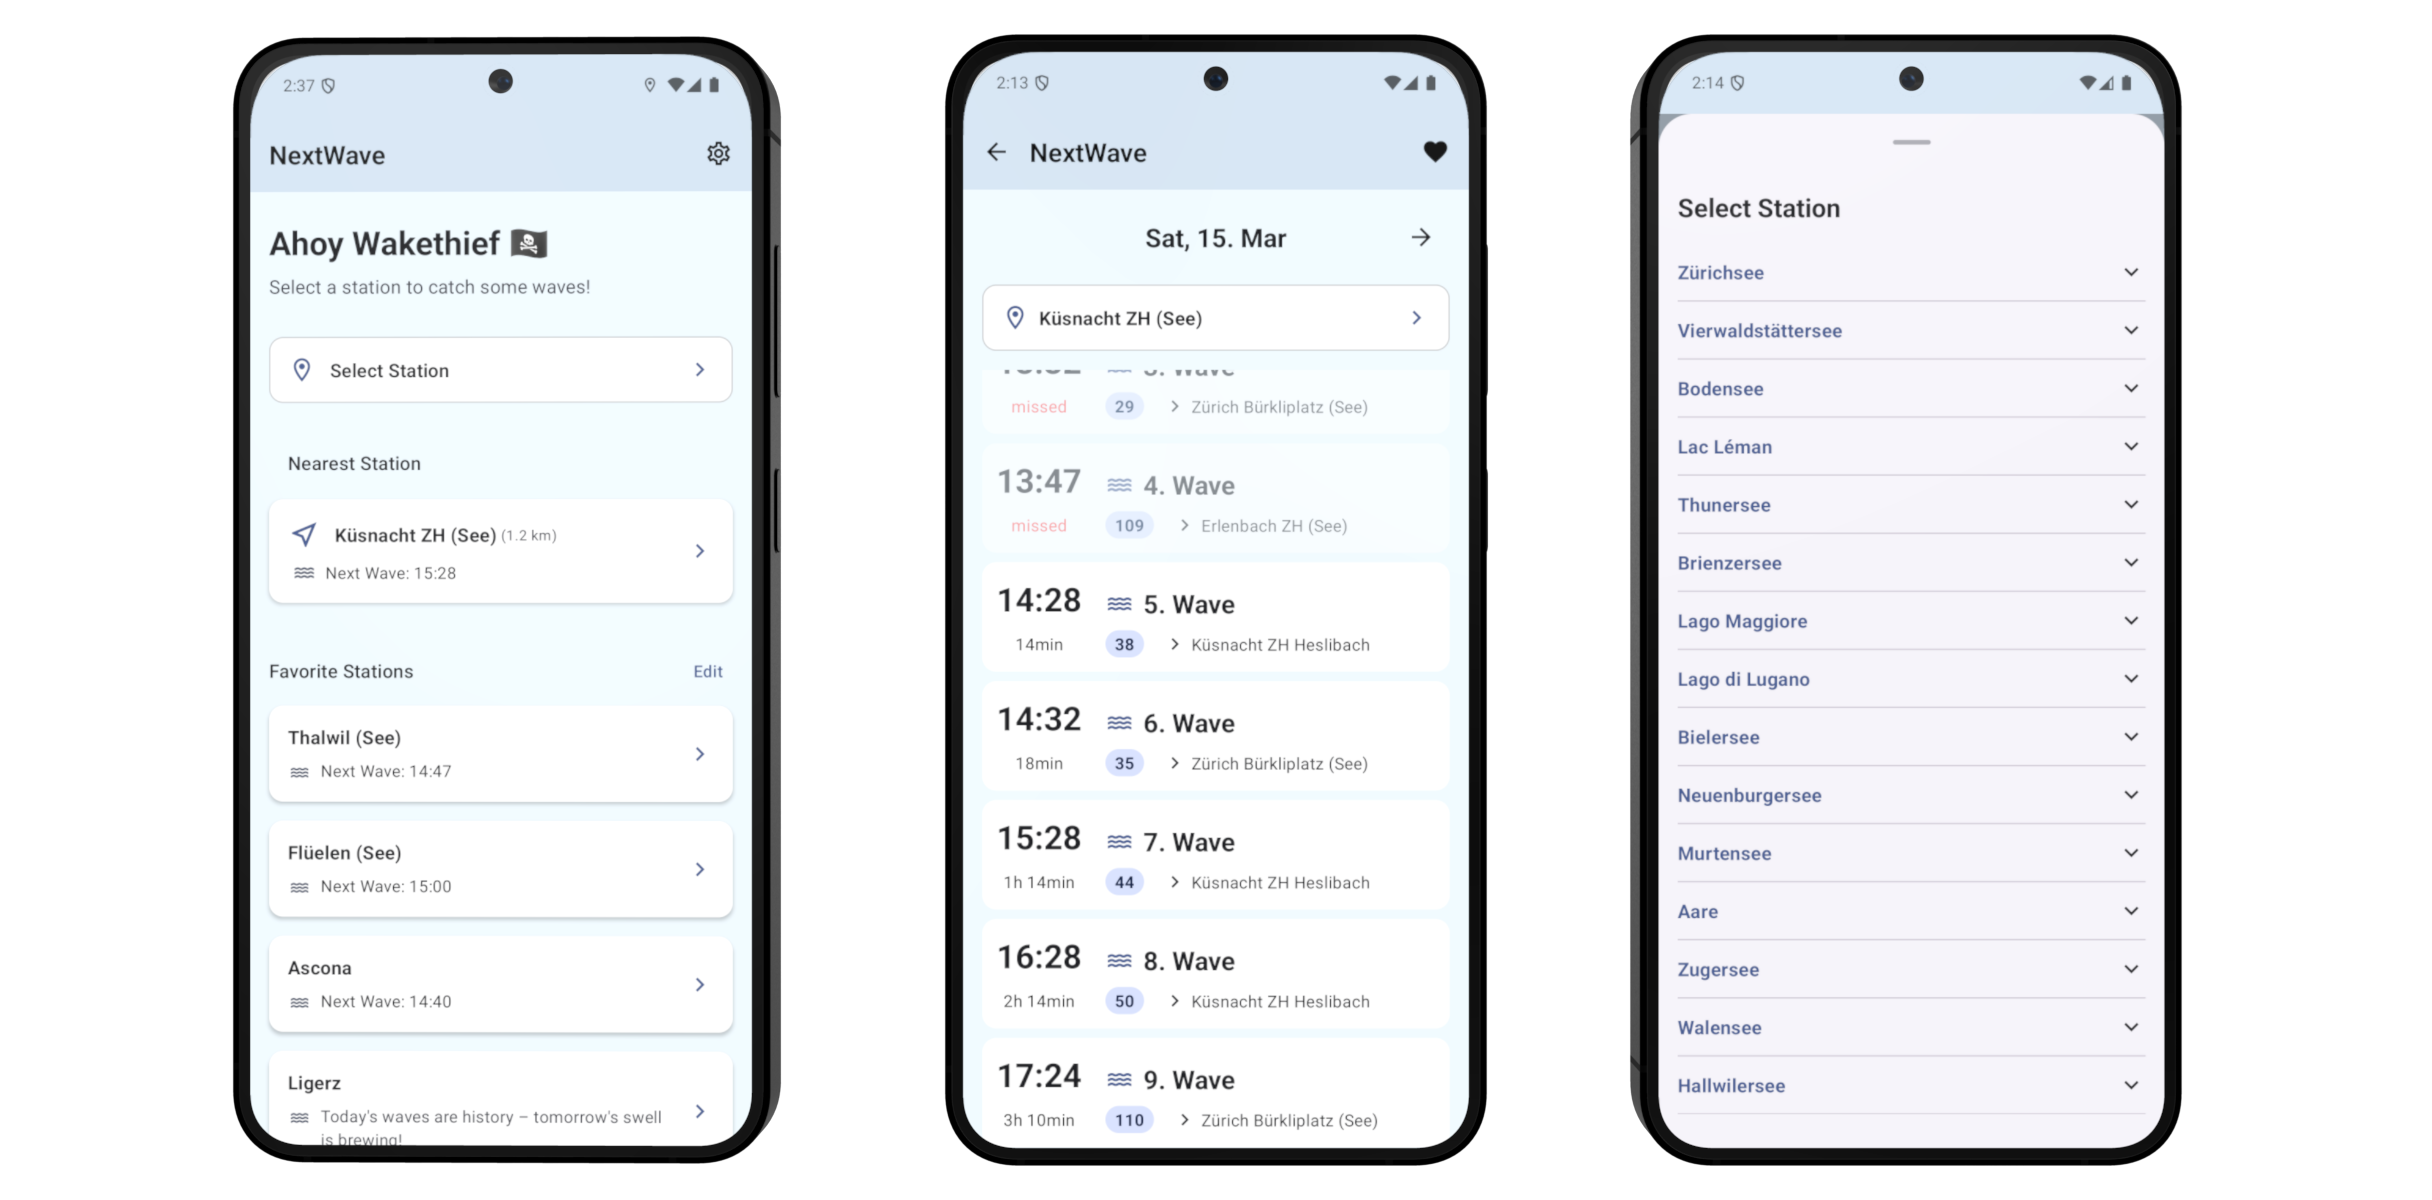 2:37
NextWave
Ahoy Wakethief
Select a station to catch some waves!
Select Station
Nearest Station
Küsnacht ZH (See) (1.2 km)
Next Wave: 15:28
Favorite Stations Edit
Thalwil (See)
Next Wave: 14:47
Flüelen (See)
Next Wave: 15:00
Ascona
Next Wave: 14:40
Ligerz
Today's waves are history – tomorrow's swell
is brewing!
2:13
NextWave
Sat, 15. Mar
Küsnacht ZH (See)
Wave
missed 29 > Zürich Bürkliplatz (See)
13:47 4. Wave
missed 109 > Erlenbach ZH (See)
14:28 5. Wave
14min 38 > Küsnacht ZH Heslibach
14:32 6. Wave
18min 35 > Zürich Bürkliplatz (See)
15:28 7. Wave
1h 14min 44 > Küsnacht ZH Heslibach
16:28 8. Wave
2h 14min 50 > Küsnacht ZH Heslibach
17:24 9. Wave
3h 10min 110 > Zürich Bürkliplatz (See)
2:14
Select Station
Zürichsee
Vierwaldstättersee
Bodensee
Lac Léman
Thunersee
Brienzersee
Lago Maggiore
Lago di Lugano
Bielersee
Neuenburgersee
Murtensee
Aare
Zugersee
Walensee
Hallwilersee